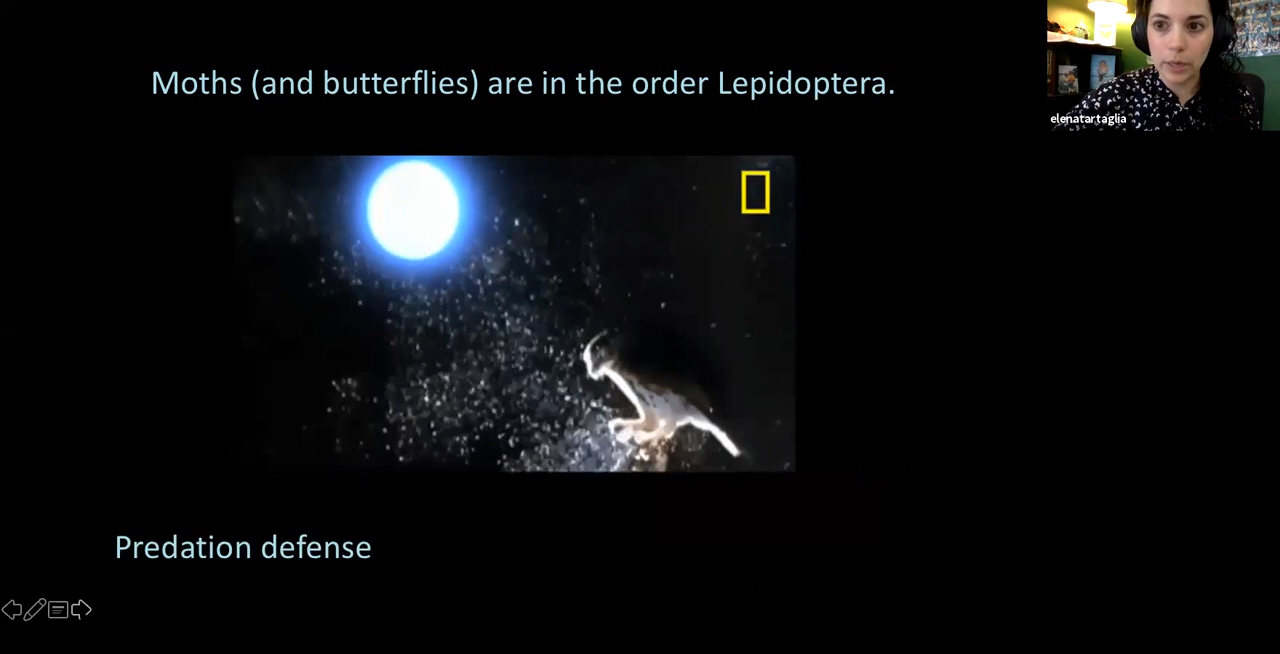 Moths (and butterflies) are in the order Lepidoptera.
elenatartaglia
Predation defense